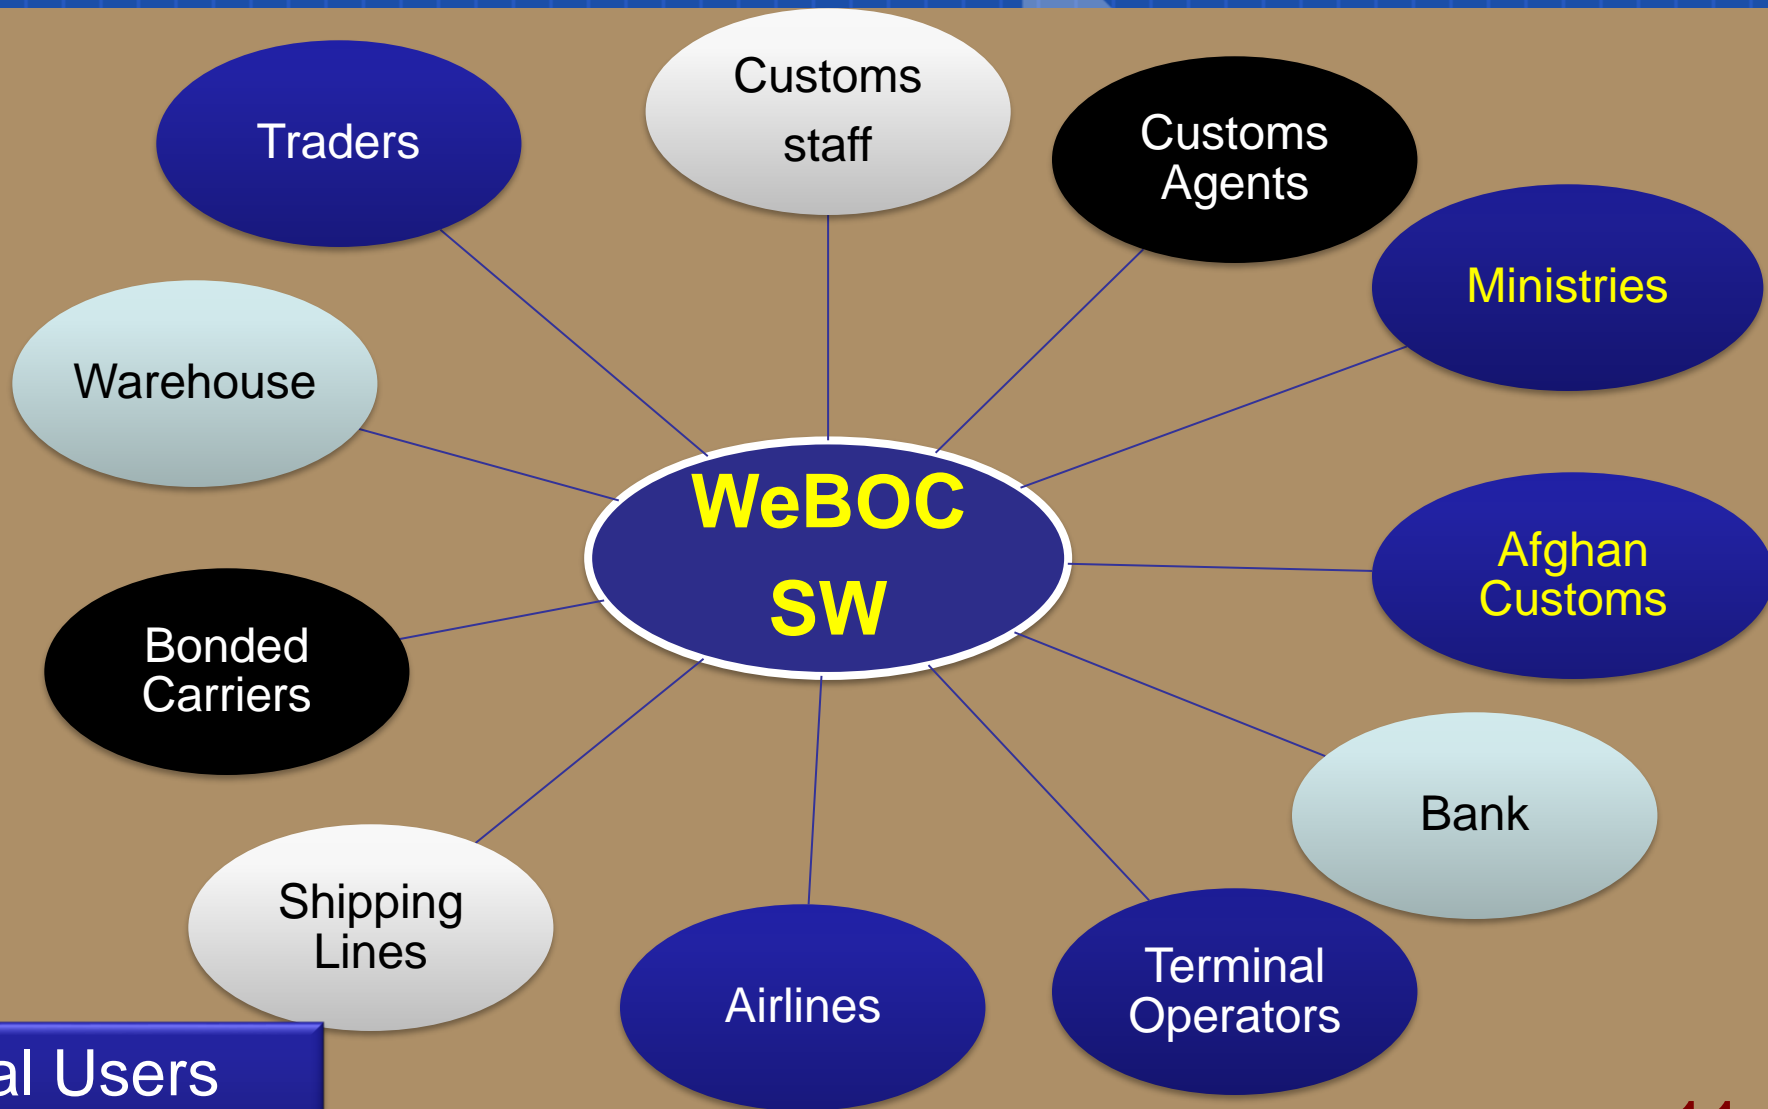 Customs
staff
Traders
Customs
Agents
Ministries
Warehouse
WeBOC
SW
Afghan
Customs
Bonded
Carriers
Bank
Shipping
Lines
Airlines
Terminal
Operators
Users